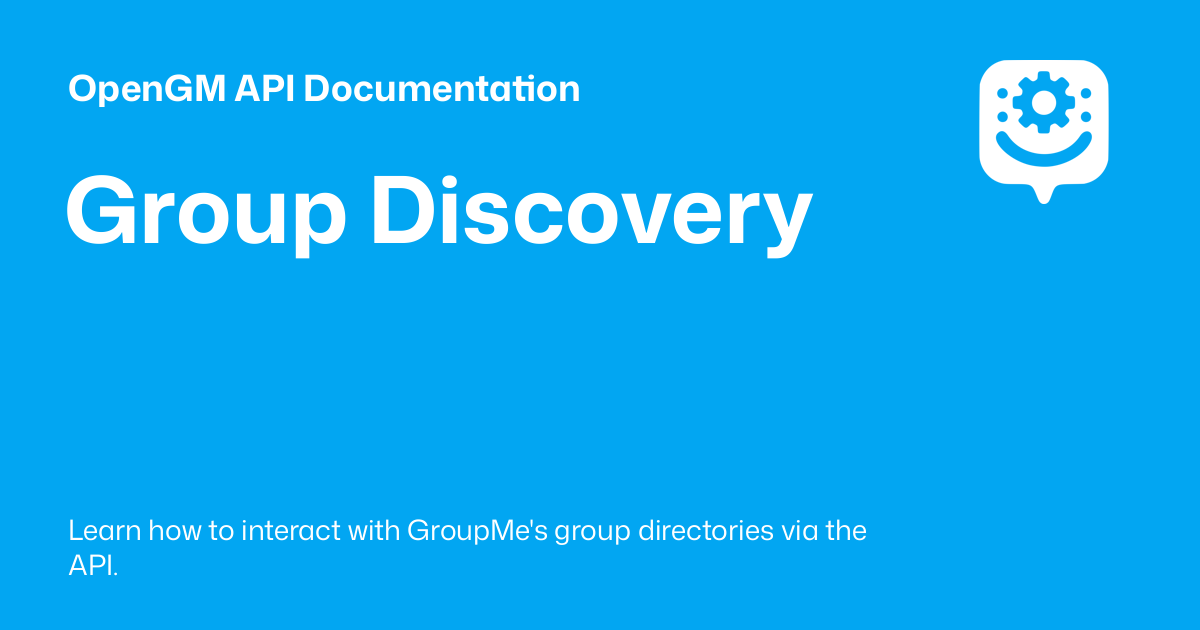 OpenGM API Documentation
Group Discovery
Learn how to interact with GroupMe's group directories via the
API.